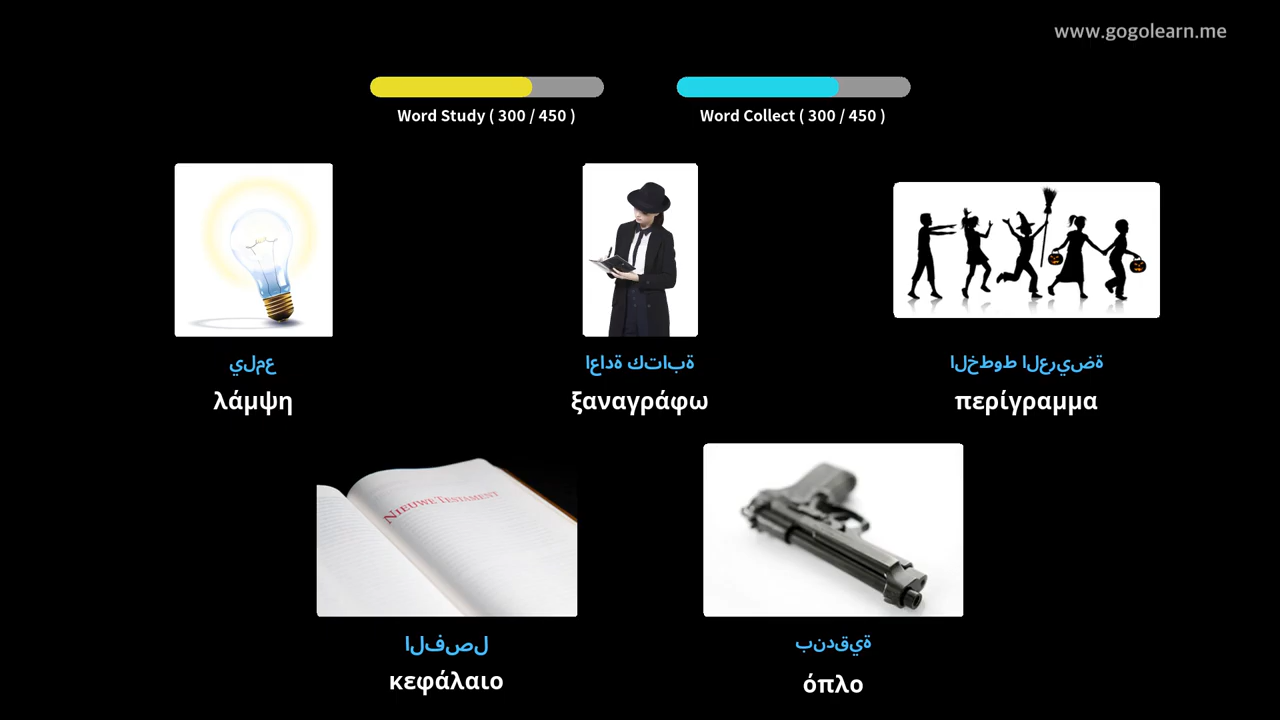 www.gogolearn.me
Word Study ( 300 / 450 )
Word Collect ( 300 / 450 )
يلمع
اعادة كتابة
الخطوط العريضة
λάμψη
ξαναγράφω
περίγραμμα
NIEUWE TESTAMENT
الفصل
بندقية
κεφάλαιο
όπλο